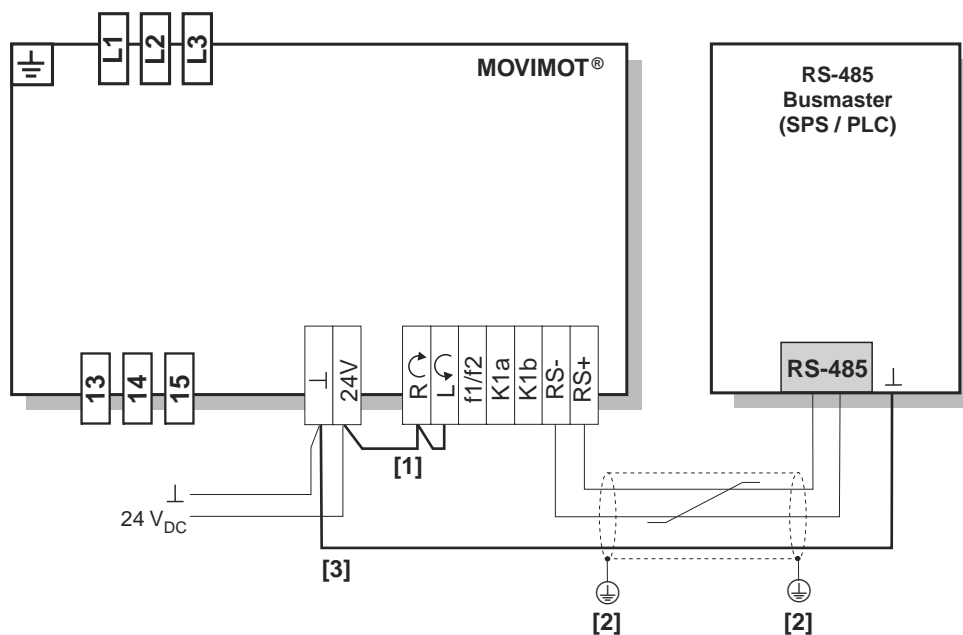 L1 L2 L3
MOVIMOT®
RS-485
Busmaster
(SPS / PLC)
13 14 15
⊥ 24V
R L f1/f2 K1a K1b RS- RS+
RS-485 ⊥
[1]
⊥
24 VDC
[3]
[2] [2]